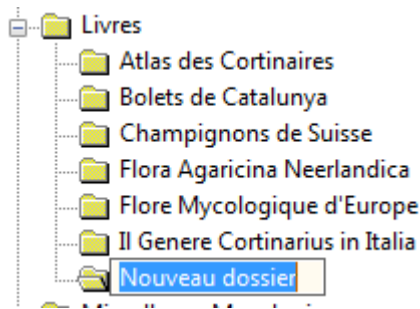 Livres
Atlas des Cortinaires
Bolets de Catalunya
Champignons de Suisse
Flora Agaricina Neerlandica
Flore Mycologique d'Europe
Il Genere Cortinarius in Italia
Nouveau dossier